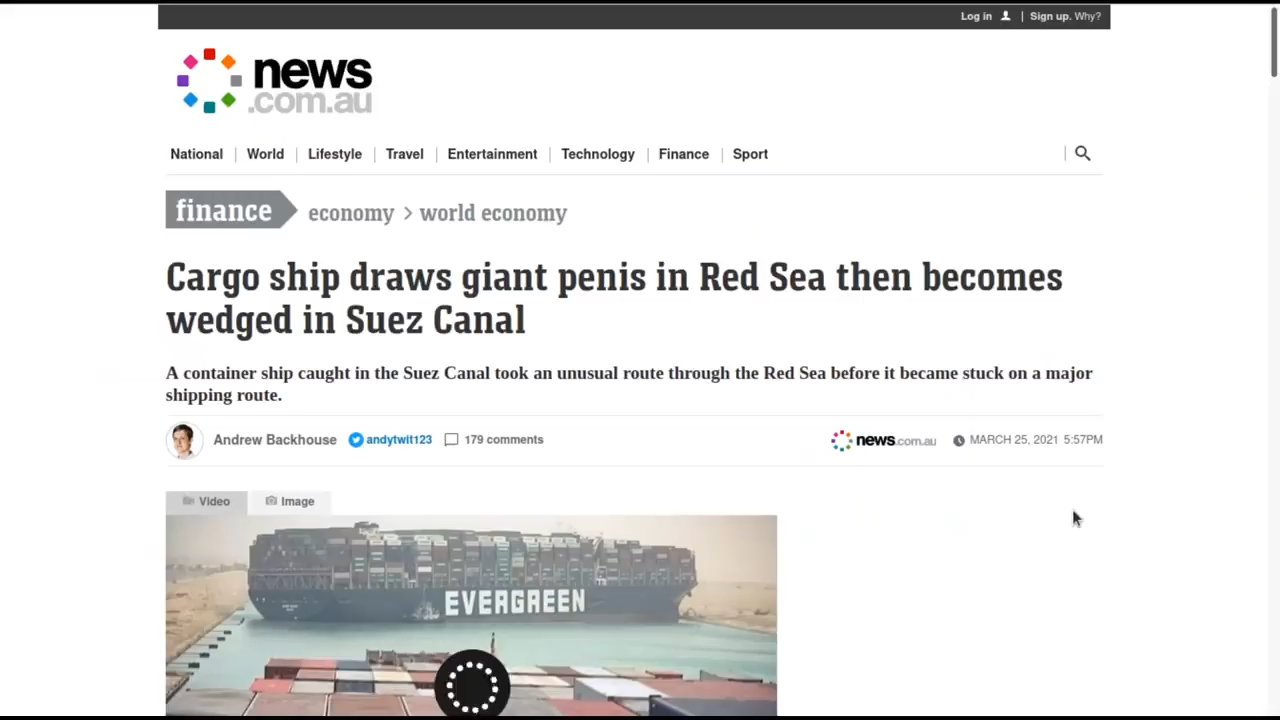 Log in | Sign up. Why?
news
.com.au
National | World | Lifestyle | Travel | Entertainment | Technology | Finance | Sport
finance economy > world economy
Cargo ship draws giant penis in Red Sea then becomes
wedged in Suez Canal
A container ship caught in the Suez Canal took an unusual route through the Red Sea before it became stuck on a major
shipping route.
Andrew Backhouse andytwit123 179 comments news.com.au MARCH 25, 2021 5:57PM
Video Image
EVERGREEN